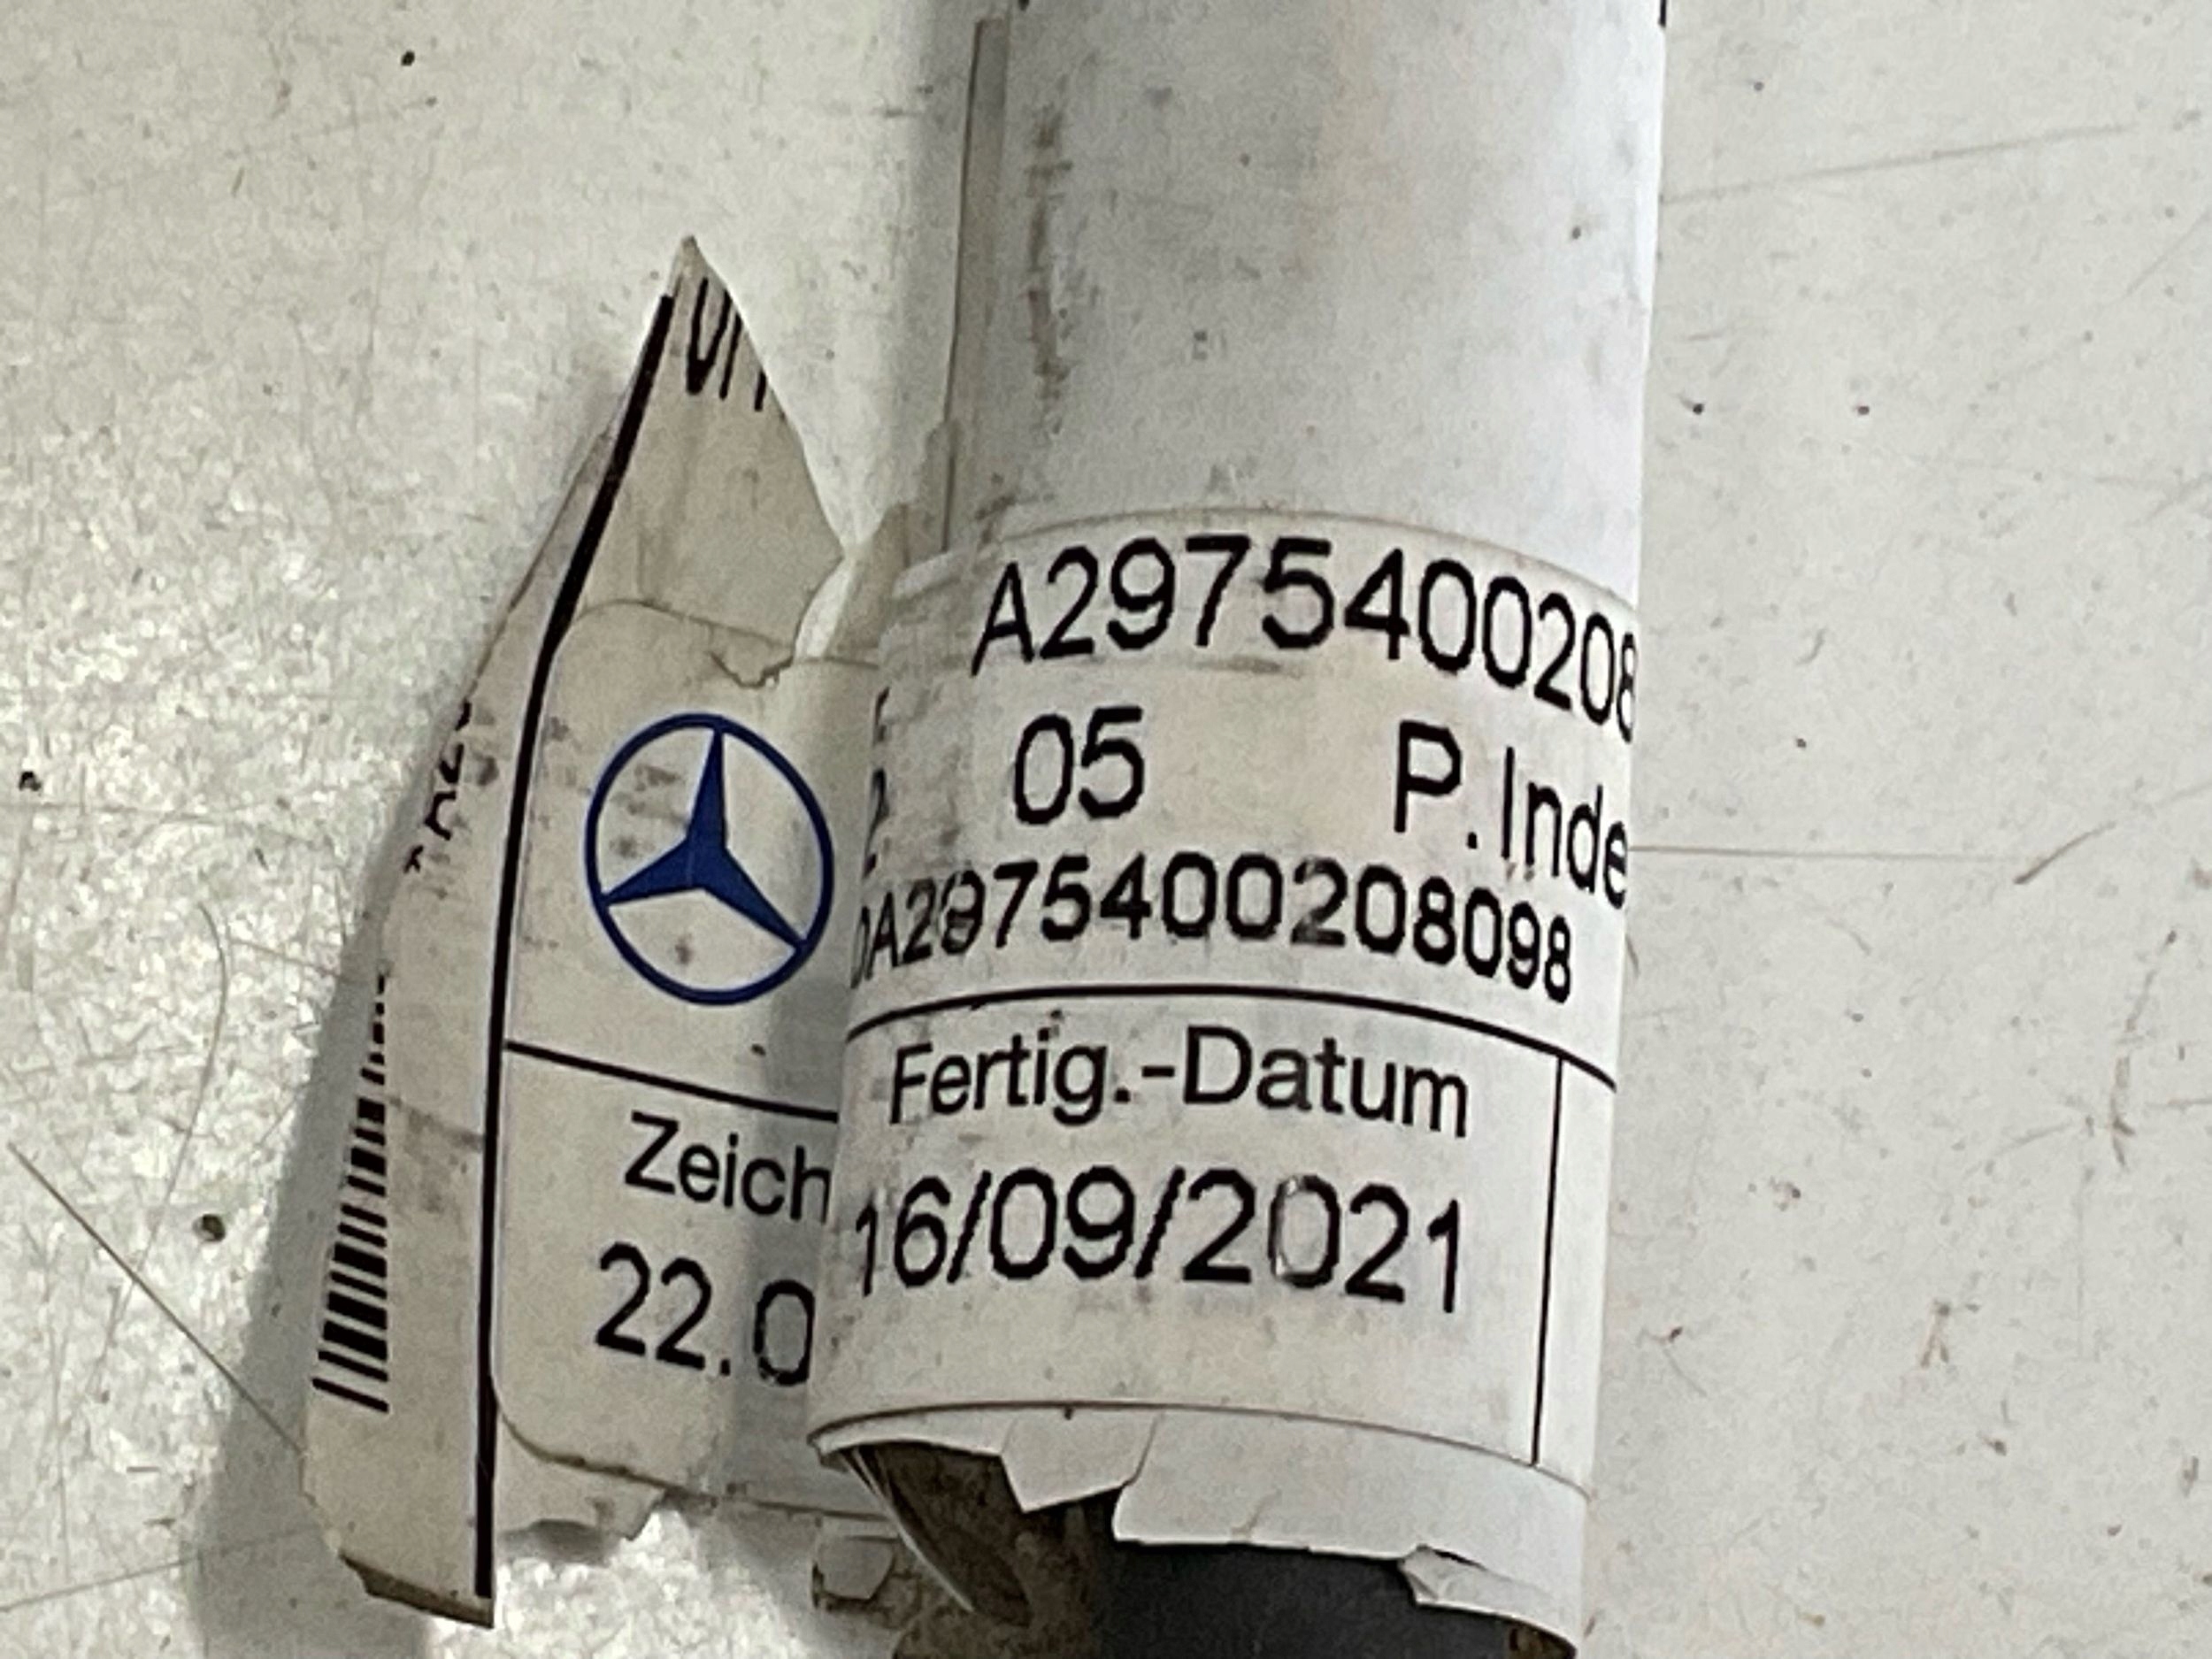 A2975400208
05 P.Inde
DA2975400208098
Fertig.-Datum
16/09/2021
Zeich
22.0